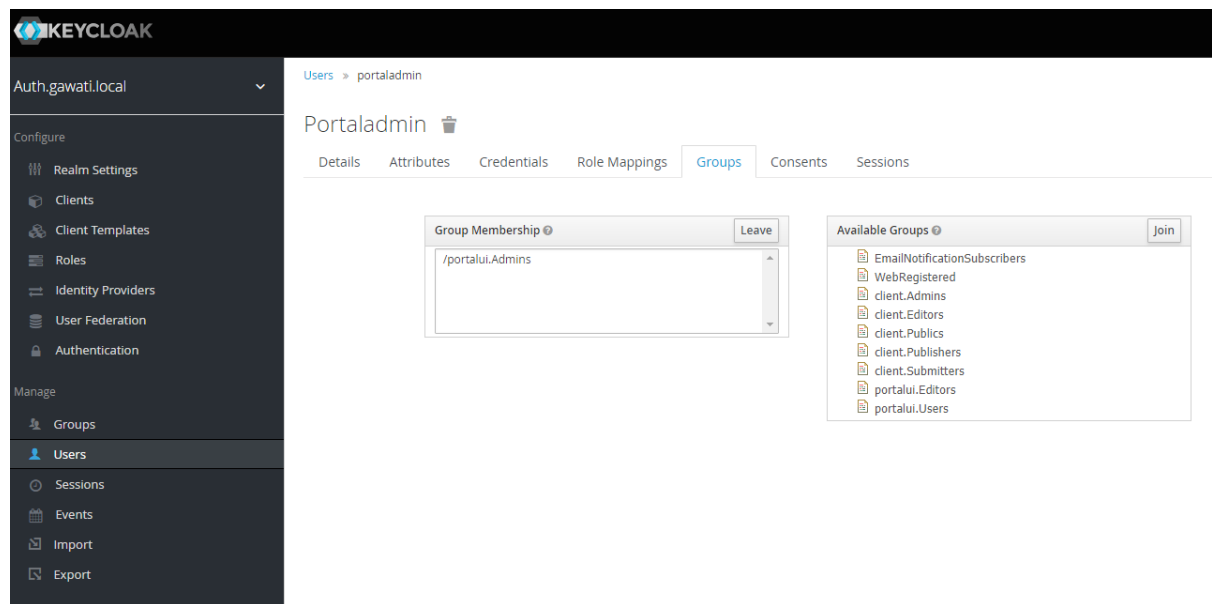 KEYCLOAK
Auth.gawati.local
Configure
Realm Settings
Clients
Client Templates
Roles
Identity Providers
User Federation
Authentication
Manage
Groups
Users
Sessions
Events
Import
Export
Users » portaladmin
Portaladmin
Details Attributes Credentials Role Mappings Groups Consents Sessions
Group Membership Leave
/portalui.Admins
Available Groups Join
EmailNotificationSubscribers
WebRegistered
client.Admins
client.Editors
client.Publics
client.Publishers
client.Submitters
portalui.Editors
portalui.Users